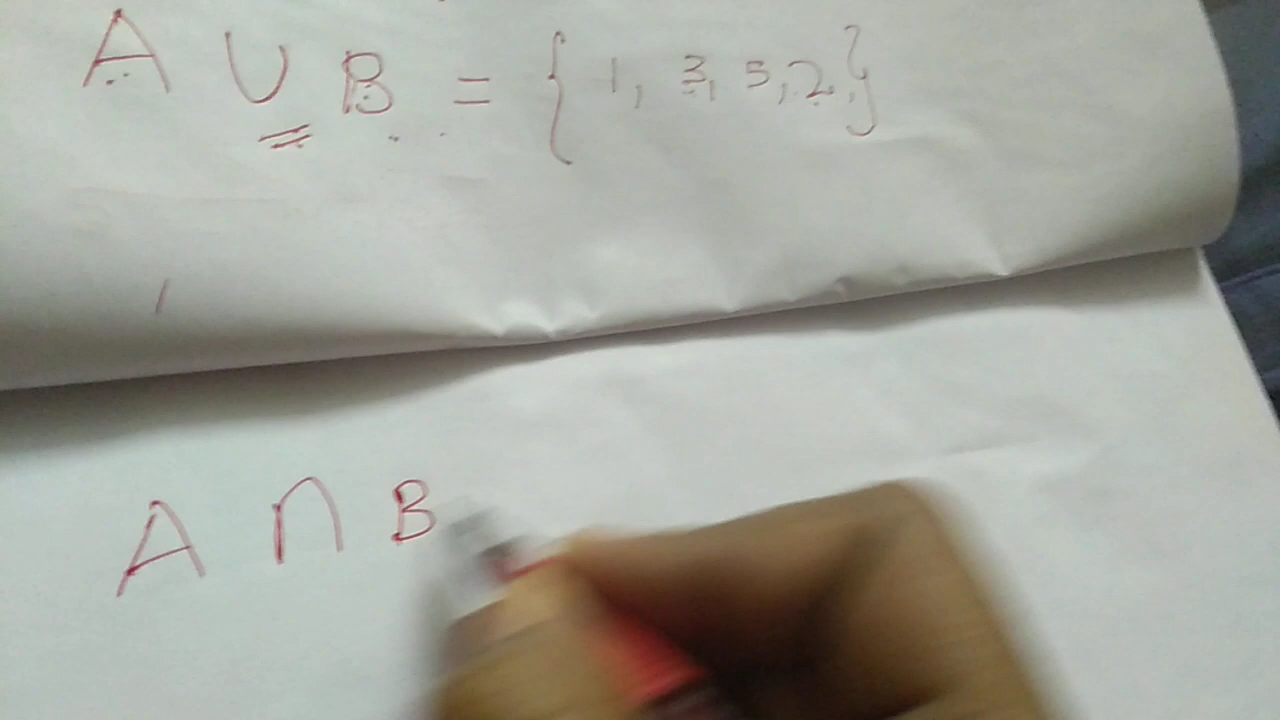 A ∪ B = { 1, 3, 5, 2 }
A ∩ B